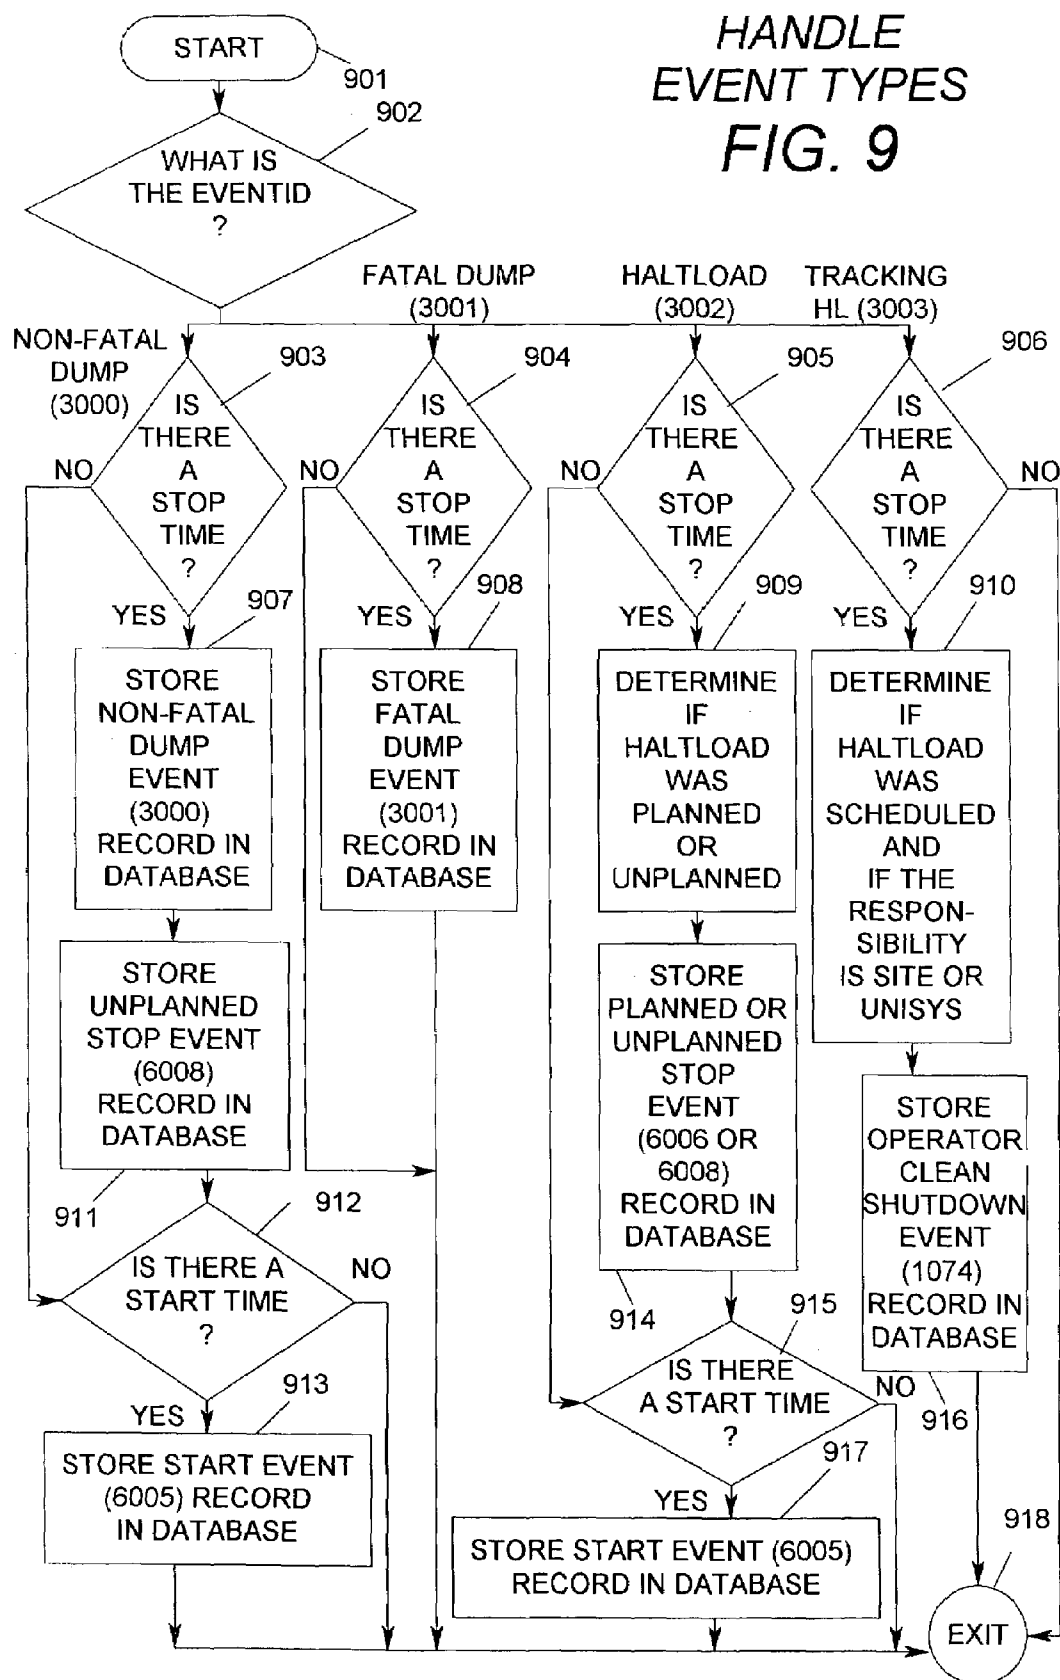 HANDLE
EVENT TYPES
FIG. 9
START
901
902
WHAT IS
THE EVENTID
?
NON-FATAL
DUMP
(3000)
FATAL DUMP
(3001)
HALTLOAD
(3002)
TRACKING
HL (3003)
903
IS
THERE
A
STOP
TIME
?
NO
YES
904
IS
THERE
A
STOP
TIME
?
NO
YES
905
IS
THERE
A
STOP
TIME
?
NO
YES
906
IS
THERE
A
STOP
TIME
?
NO
YES
907
STORE
NON-FATAL
DUMP
EVENT
(3000)
RECORD IN
DATABASE
908
STORE
FATAL
DUMP
EVENT
(3001)
RECORD IN
DATABASE
909
DETERMINE
IF
HALTLOAD
WAS
PLANNED
OR
UNPLANNED
910
DETERMINE
IF
HALTLOAD
WAS
SCHEDULED
AND
IF THE
RESPON-
SIBILITY
IS SITE OR
UNISYS
STORE
UNPLANNED
STOP EVENT
(6008)
RECORD IN
DATABASE
911
STORE
PLANNED OR
UNPLANNED
STOP
EVENT
(6006 OR
6008)
RECORD IN
DATABASE
914
STORE
OPERATOR
CLEAN
SHUTDOWN
EVENT
(1074)
RECORD IN
DATABASE
916
912
IS THERE A
START TIME
?
NO
YES
913
STORE START EVENT
(6005) RECORD
IN DATABASE
915
IS THERE
A START TIME
?
NO
YES
917
STORE START EVENT (6005)
RECORD IN DATABASE
918
EXIT